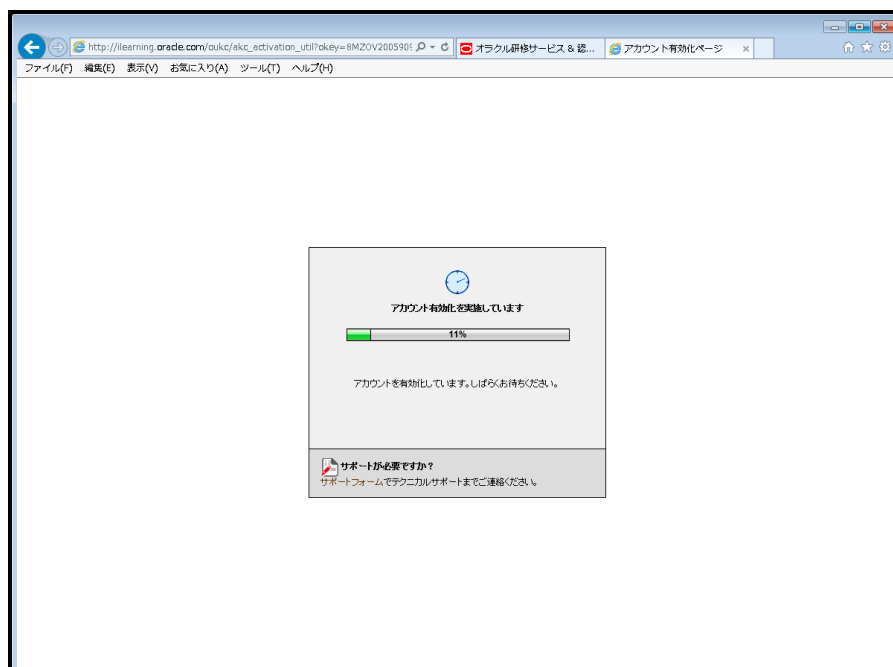 http://ilearning.oracle.com/oukc/akc_activation_util?okey=8MZ0V2005909
オラクル研修サービス & 認...
アカウント有効化ページ
ファイル(F) 編集(E) 表示(V) お気に入り(A) ツール(T) ヘルプ(H)
アカウント有効化を実施しています
11%
アカウントを有効化しています。しばらくお待ちください。
サポートが必要ですか？
サポートフォームでテクニカルサポートまでご連絡ください。